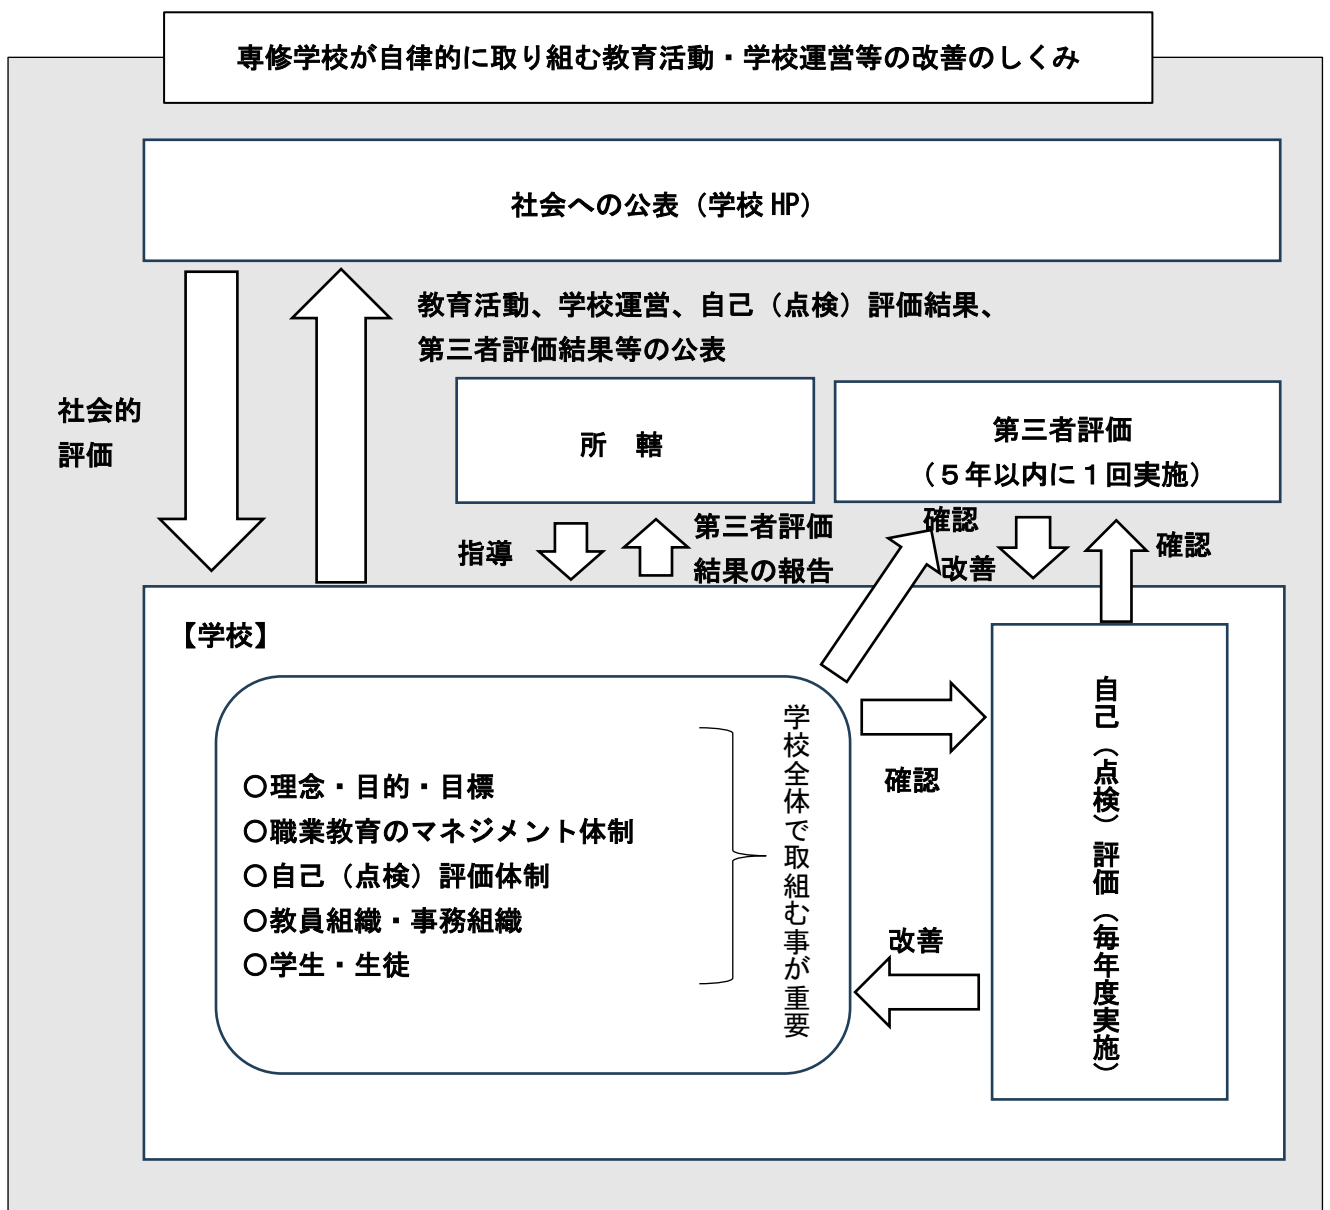 専修学校が自律的に取り組む教育活動・学校運営等の改善のしくみ
社会への公表（学校 HP）
教育活動、学校運営、自己（点検）評価結果、
第三者評価結果等の公表
社会的
評価
所　轄
第三者評価
（５年以内に１回実施）
指導
第三者評価
結果の報告
確認
改善
確認
【学校】
○理念・目的・目標
○職業教育のマネジメント体制
○自己（点検）評価体制
○教員組織・事務組織
○学生・生徒
学校全体で取組む事が重要
確認
改善
自己（点検）評価（毎年度実施）